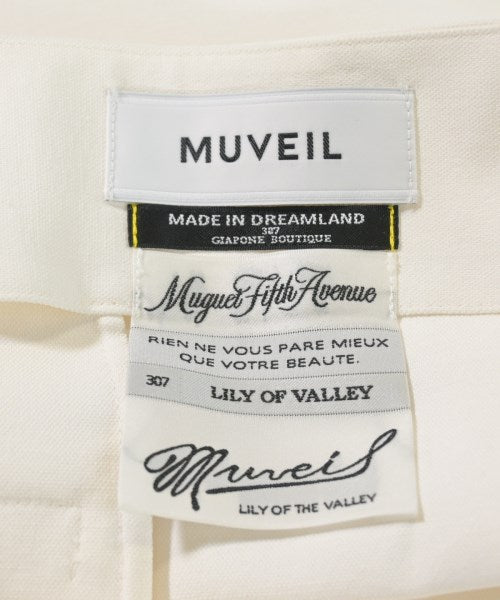 MUVEIL
MADE IN DREAMLAND
307
GIAPONE BOUTIQUE
Muguet Fifth Avenue
RIEN NE VOUS PARE MIEUX
QUE VOTRE BEAUTE.
307 LILY OF VALLEY
Muveil
LILY OF THE VALLEY